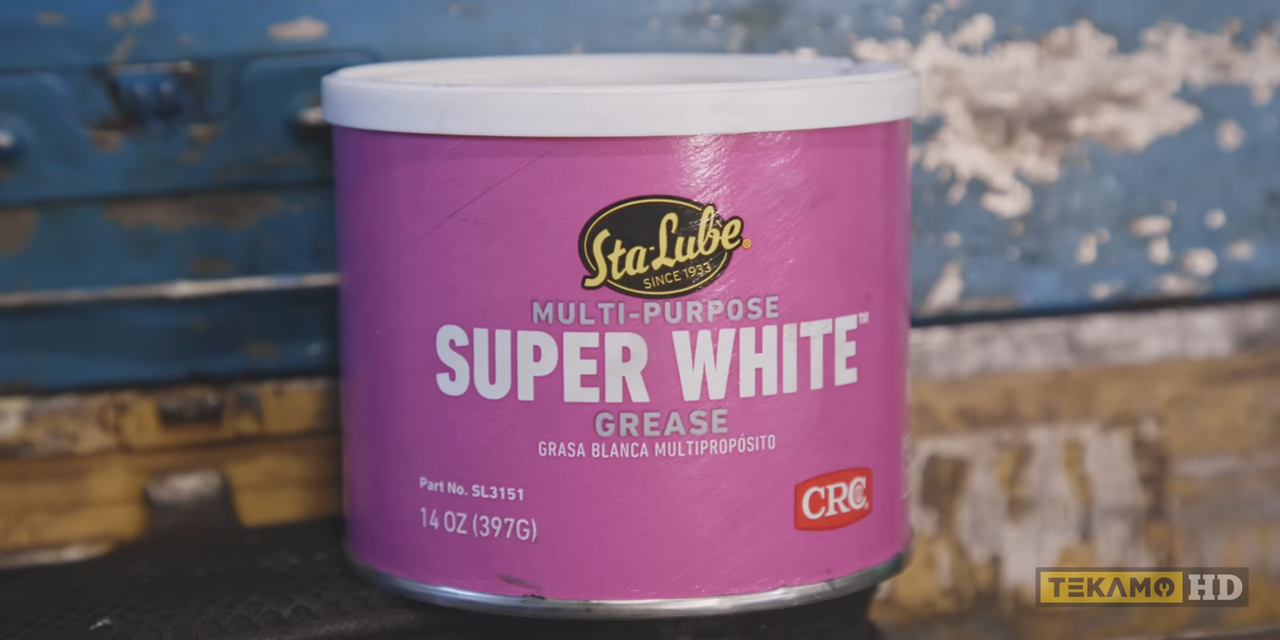 Sta-Lube®
SINCE 1933
MULTI-PURPOSE
SUPER WHITE™
GREASE
GRASA BLANCA MULTIPROPÓSITO
Part No. SL3151
14 OZ (397G)
CRC®
TEKAMO HD